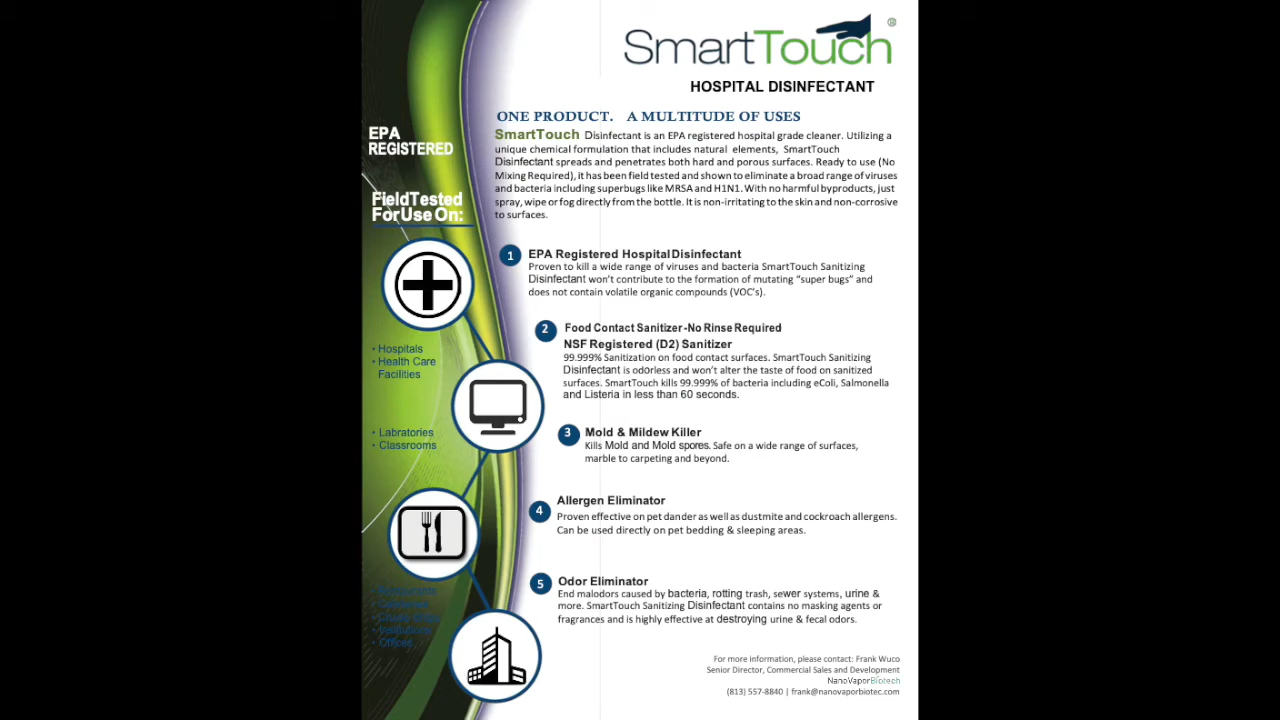 SmartTouch®
HOSPITAL DISINFECTANT
ONE PRODUCT. A MULTITUDE OF USES
SmartTouch Disinfectant is an EPA registered hospital grade cleaner. Utilizing a
unique chemical formulation that includes natural elements, SmartTouch
Disinfectant spreads and penetrates both hard and porous surfaces. Ready to use (No
Mixing Required), it has been field tested and shown to eliminate a broad range of viruses
and bacteria including superbugs like MRSA and H1N1. With no harmful byproducts, just
spray, wipe or fog directly from the bottle. It is non-irritating to the skin and non-corrosive
to surfaces.
EPA
REGISTERED
FieldTested
ForUse On:
• Hospitals
• Health Care
Facilities
• Labratories
• Classrooms
• Offices
1 EPA Registered Hospital Disinfectant
Proven to kill a wide range of viruses and bacteria SmartTouch Sanitizing
Disinfectant won't contribute to the formation of mutating “super bugs” and
does not contain volatile organic compounds (VOC's).
2 Food Contact Sanitizer-No Rinse Required
NSF Registered (D2) Sanitizer
99.999% Sanitization on food contact surfaces. SmartTouch Sanitizing
Disinfectant is odorless and won't alter the taste of food on sanitized
surfaces. SmartTouch kills 99.999% of bacteria including eColi, Salmonella
and Listeria in less than 60 seconds.
3 Mold & Mildew Killer
Kills Mold and Mold spores. Safe on a wide range of surfaces,
marble to carpeting and beyond.
4 Allergen Eliminator
Proven effective on pet dander as well as dustmite and cockroach allergens.
Can be used directly on pet bedding & sleeping areas.
5 Odor Eliminator
End malodors caused by bacteria, rotting trash, sewer systems, urine &
more. SmartTouch Sanitizing Disinfectant contains no masking agents or
fragrances and is highly effective at destroying urine & fecal odors.
For more information, please contact: Frank Wuco
Senior Director, Commercial Sales and Development
NanoVaporBiotech
(813) 557-8840 | frank@nanovaporbiotec.com